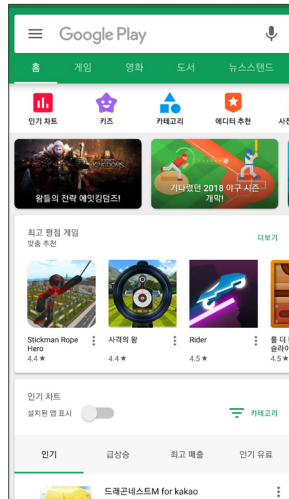 Google Play
홈 게임 영화 도서 뉴스스탠드
인기 차트 키즈 카테고리 에디터 추천
왕들의 전략 에잇킹덤즈!
기다렸던 2018 야구 시즌
개막!
최고 평점 게임
맞춤 추천
더보기
Stickman Rope
Hero
4.4★
사격의 왕
4.4★
Rider
4.5★
롤 더
슬라이
4.5★
인기 차트
설치된 앱 표시
카테고리
인기 급상승 최고 매출 인기 유료
드래곤네스트M for kakao